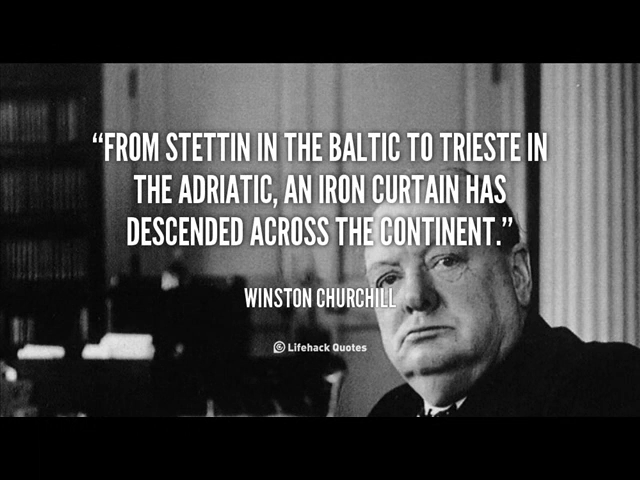 “FROM STETTIN IN THE BALTIC TO TRIESTE IN
THE ADRIATIC, AN IRON CURTAIN HAS
DESCENDED ACROSS THE CONTINENT.”
WINSTON CHURCHILL
Lifehack Quotes